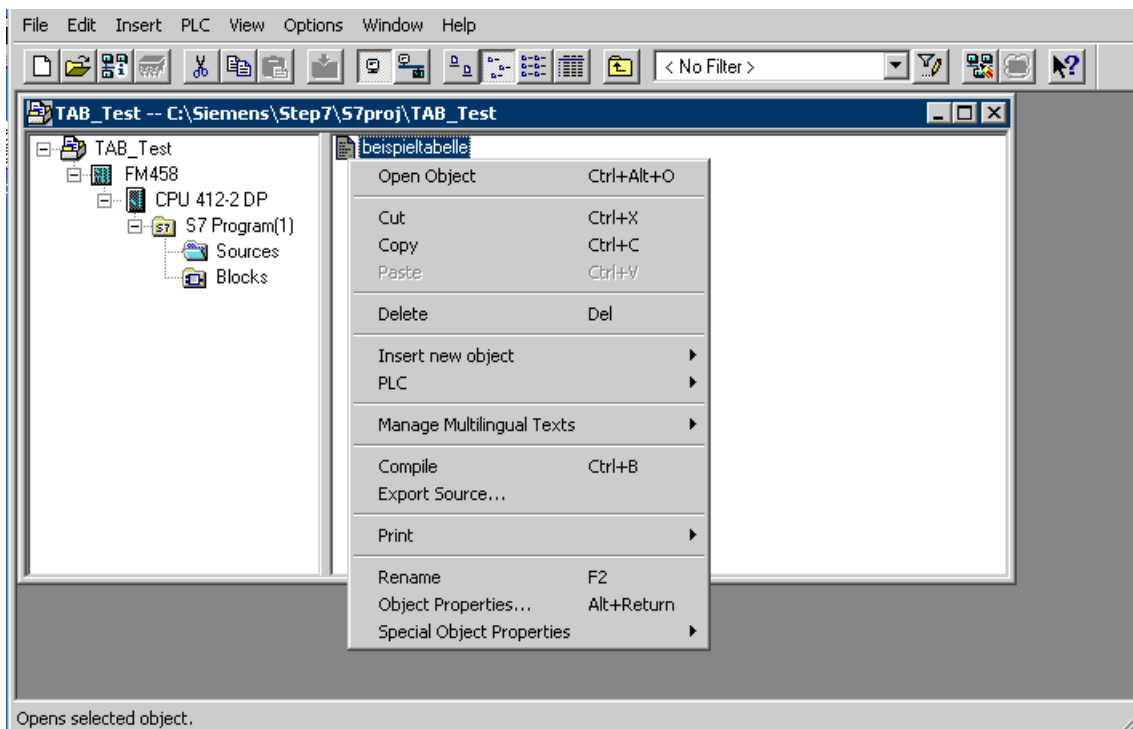 File Edit Insert PLC View Options Window Help
< No Filter >
TAB_Test -- C:\Siemens\Step7\S7proj\TAB_Test
TAB_Test
FM458
CPU 412-2 DP
S7 Program(1)
Sources
Blocks
beispieltabelle
Open Object Ctrl+Alt+O
Cut Ctrl+X
Copy Ctrl+C
Paste Ctrl+V
Delete Del
Insert new object
PLC
Manage Multilingual Texts
Compile Ctrl+B
Export Source...
Print
Rename F2
Object Properties... Alt+Return
Special Object Properties
Opens selected object.